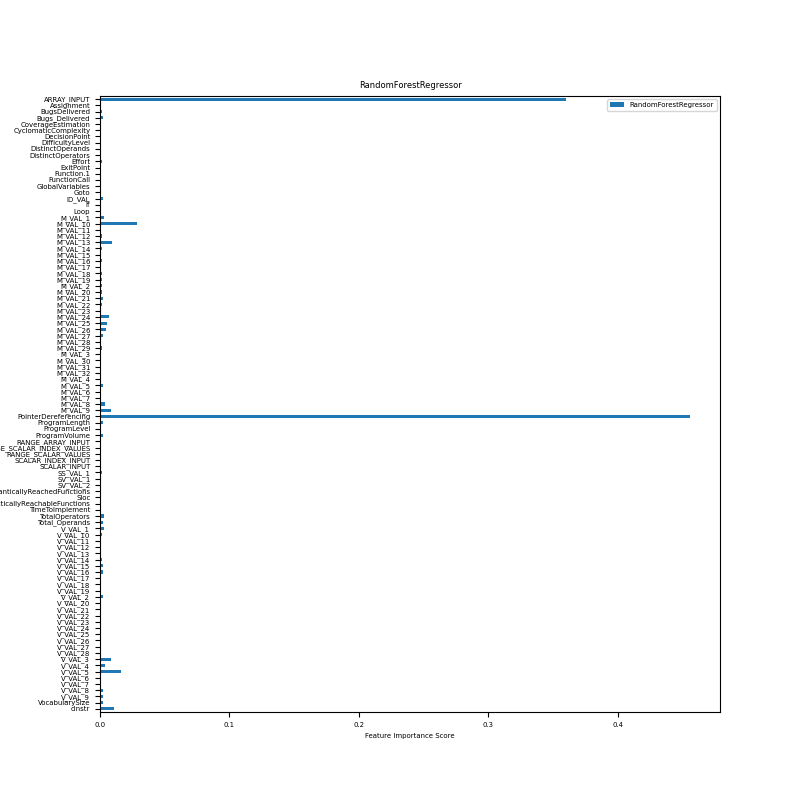 RandomForestRegressor
RandomForestRegressor
ARRAY_INPUT
Assignment
BugsDelivered
Bugs_Delivered
CoverageEstimation
CyclomaticComplexity
DecisionPoint
DifficultyLevel
DistinctOperands
DistinctOperators
Effort
ExitPoint
Function.1
FunctionCall
GlobalVariables
Goto
ID_VAL
If
Loop
M_VAL_1
M_VAL_10
M_VAL_11
M_VAL_12
M_VAL_13
M_VAL_14
M_VAL_15
M_VAL_16
M_VAL_17
M_VAL_18
M_VAL_19
M_VAL_2
M_VAL_20
M_VAL_21
M_VAL_22
M_VAL_23
M_VAL_24
M_VAL_25
M_VAL_26
M_VAL_27
M_VAL_28
M_VAL_29
M_VAL_3
M_VAL_30
M_VAL_31
M_VAL_32
M_VAL_4
M_VAL_5
M_VAL_6
M_VAL_7
M_VAL_8
M_VAL_9
PointerDereferencing
ProgramLength
ProgramLevel
ProgramVolume
RANGE_ARRAY_INPUT
E_SCALAR_INDEX_VALUES
RANGE_SCALAR_VALUES
SCALAR_INDEX_INPUT
SCALAR_INPUT
SS_VAL_1
SV_VAL_1
SV_VAL_2
anticallyReachedFunctions
Sloc
ticallyReachableFunctions
TimeToImplement
TotalOperators
Total_Operands
V_VAL_1
V_VAL_10
V_VAL_11
V_VAL_12
V_VAL_13
V_VAL_14
V_VAL_15
V_VAL_16
V_VAL_17
V_VAL_18
V_VAL_19
V_VAL_2
V_VAL_20
V_VAL_21
V_VAL_22
V_VAL_23
V_VAL_24
V_VAL_25
V_VAL_26
V_VAL_27
V_VAL_28
V_VAL_3
V_VAL_4
V_VAL_5
V_VAL_6
V_VAL_7
V_VAL_8
V_VAL_9
VocabularySize
cinstr
0.0 0.1 0.2 0.3 0.4
Feature Importance Score